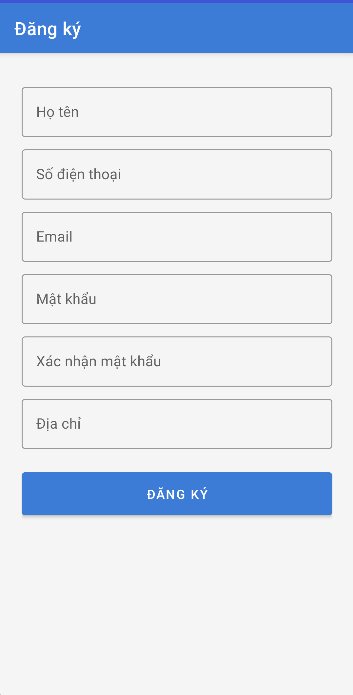 Đăng ký
Họ tên
Số điện thoại
Email
Mật khẩu
Xác nhận mật khẩu
Địa chỉ
ĐĂNG KÝ